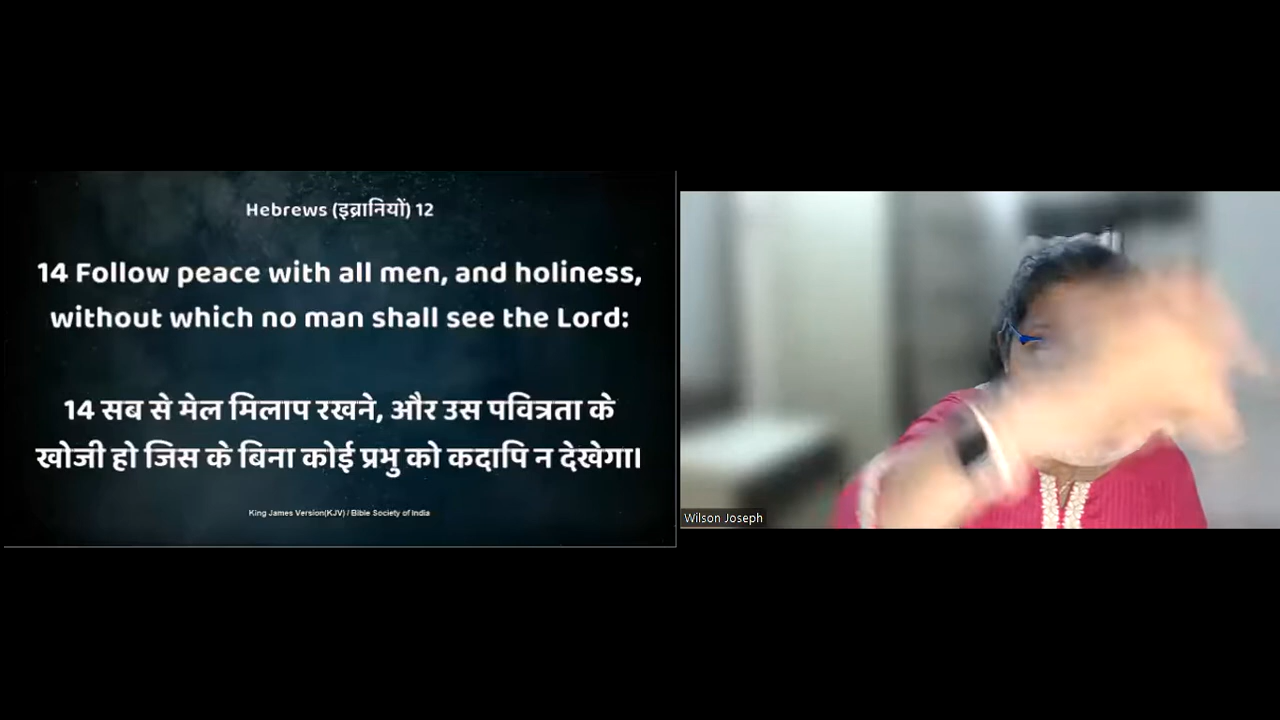 Hebrews (इब्रानियों) 12
14 Follow peace with all men, and holiness,
without which no man shall see the Lord:
14 सब से मेल मिलाप रखने, और उस पवित्रता के
खोजी हो जिस के बिना कोई प्रभु को कदापि न देखेगा।
King James Version(KJV) / Bible Society of India
Wilson Joseph